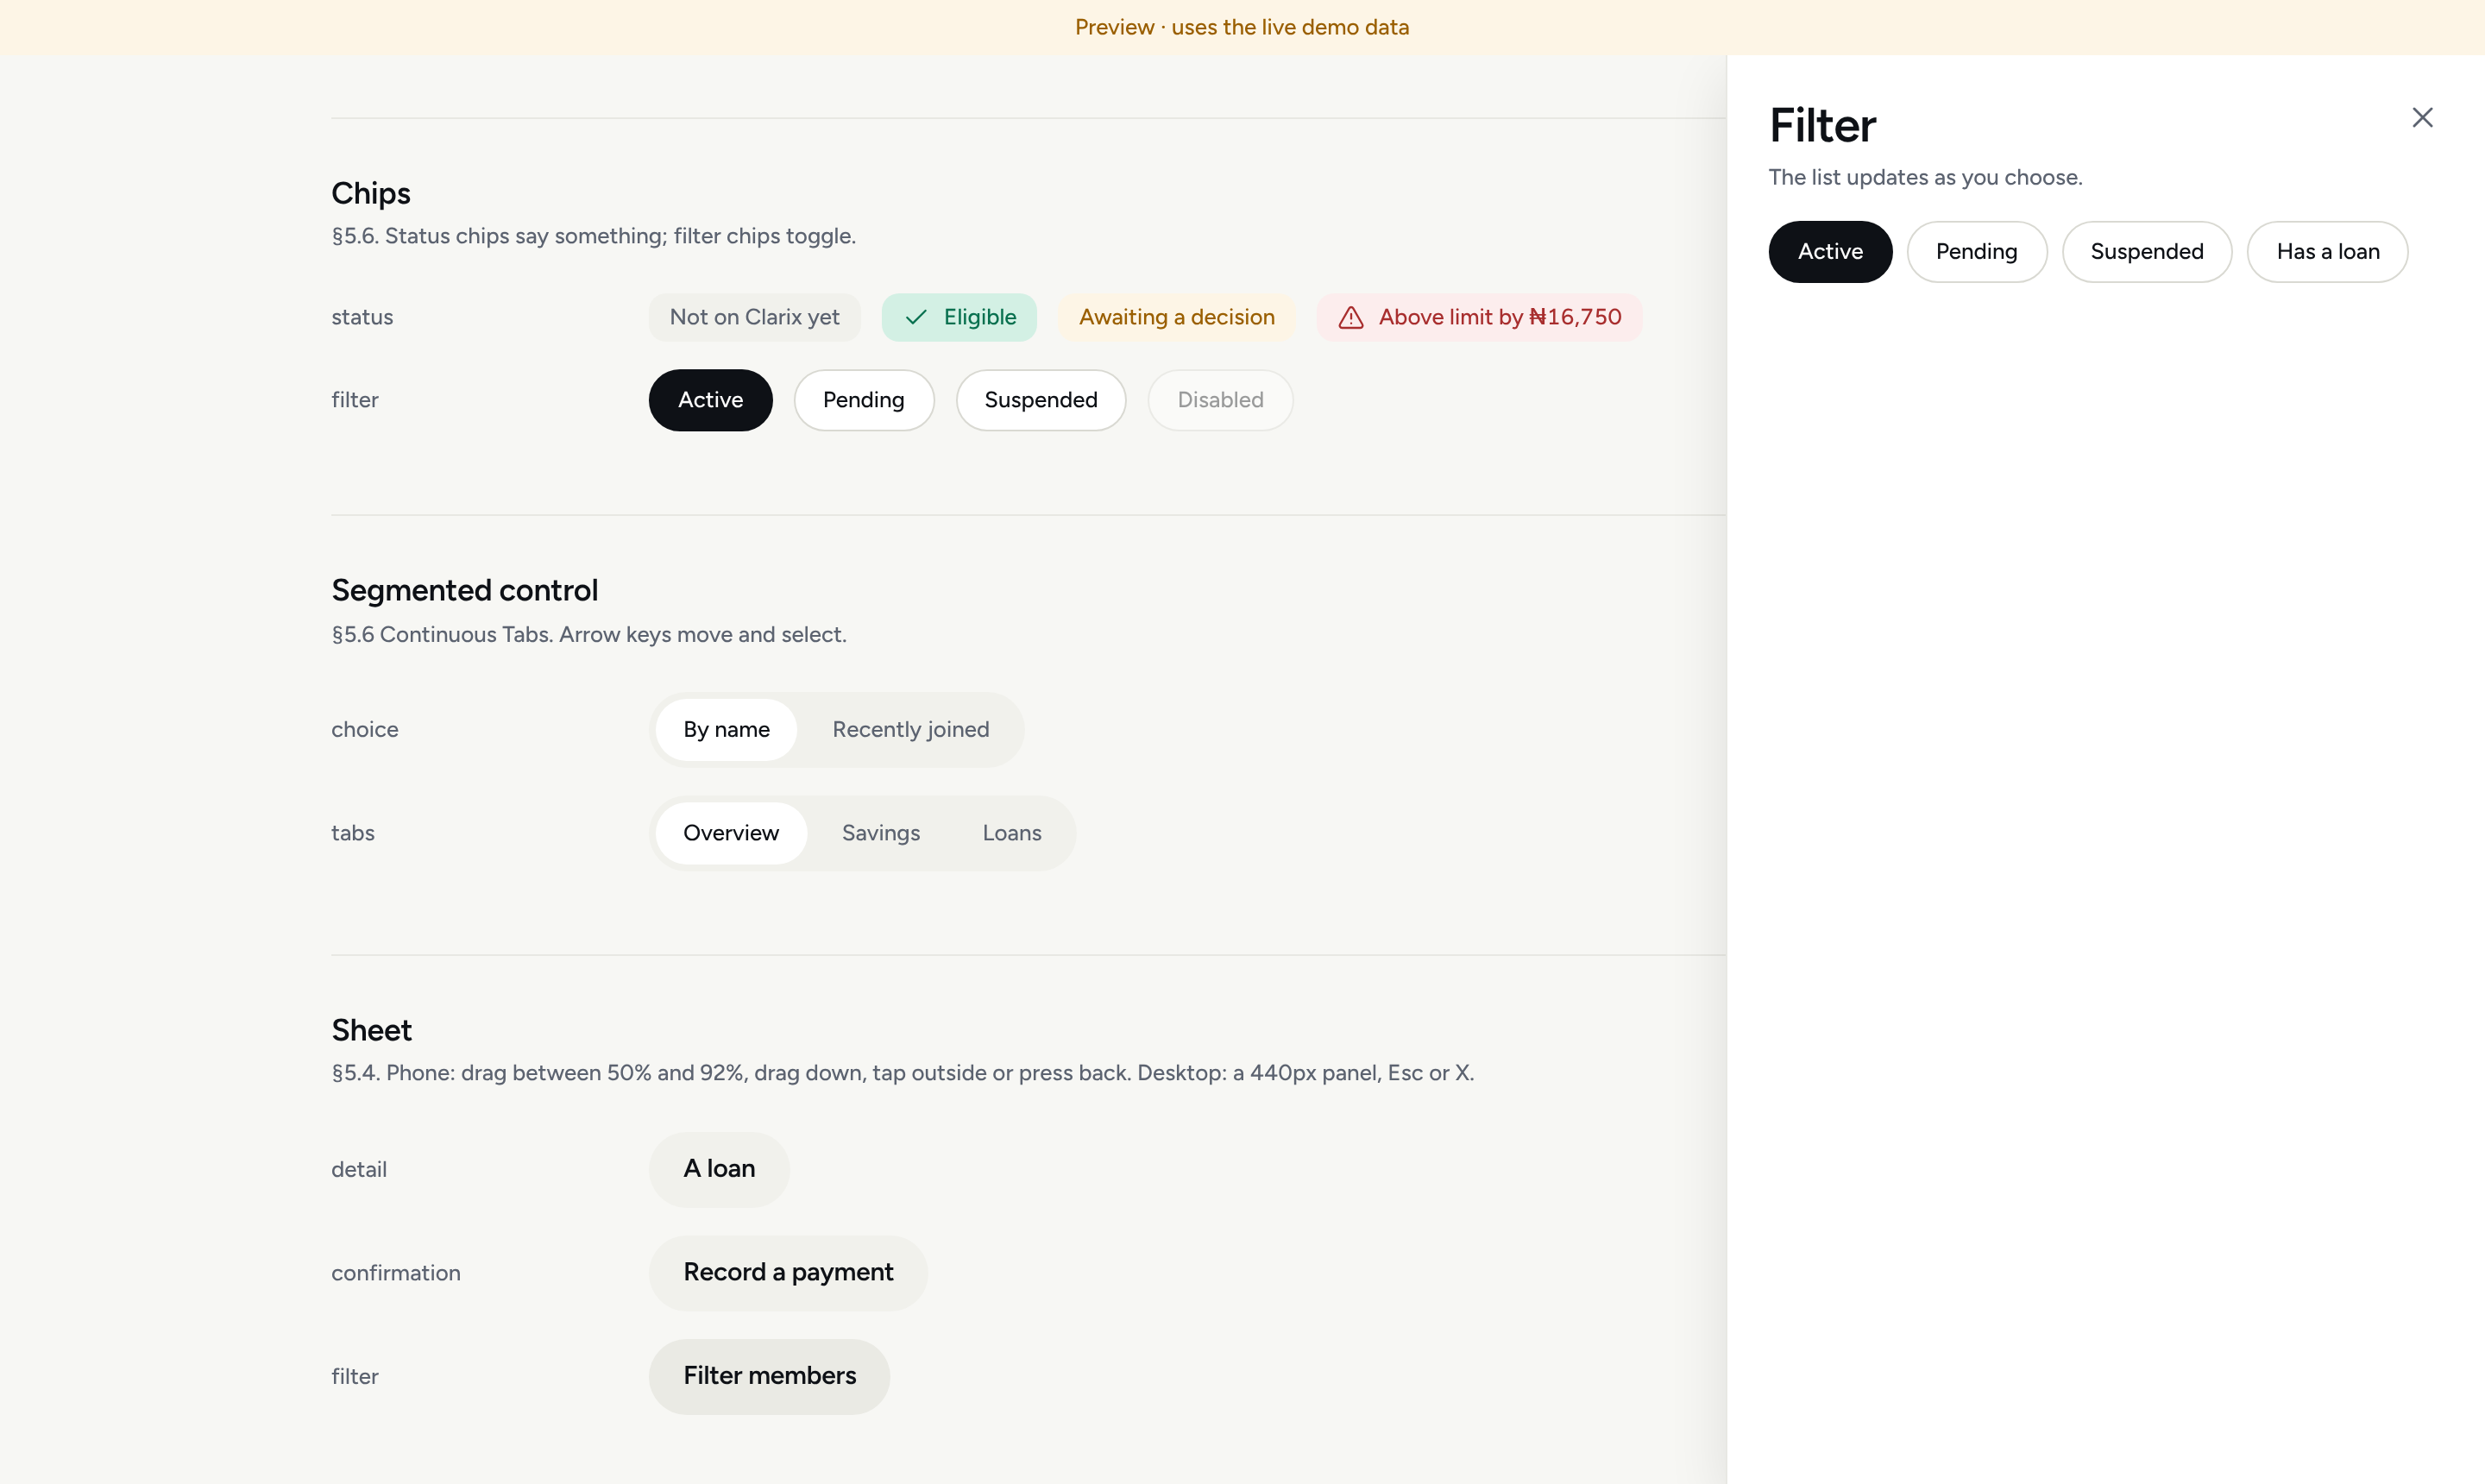 Preview · uses the live demo data
Chips
§5.6. Status chips say something; filter chips toggle.
status
Not on Clarix yet
Eligible
Awaiting a decision
Above limit by ₦16,750
filter
Active
Pending
Suspended
Disabled
Segmented control
§5.6 Continuous Tabs. Arrow keys move and select.
choice
By name
Recently joined
tabs
Overview
Savings
Loans
Sheet
§5.4. Phone: drag between 50% and 92%, drag down, tap outside or press back. Desktop: a 440px panel, Esc or X.
detail
A loan
confirmation
Record a payment
filter
Filter members
Filter
The list updates as you choose.
Active
Pending
Suspended
Has a loan